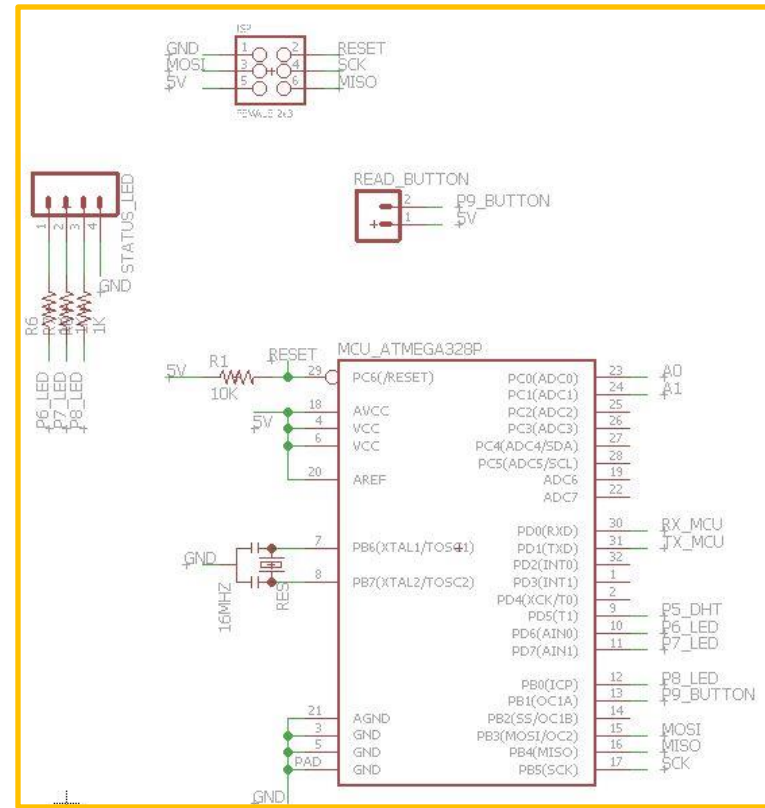 ISP
GND 1 2 RESET
MOSI 3 4 SCK
5V 5 6 MISO
FEMALE 2x3
STATUS_LED
1 2 3 4
GND
R6
1K
P6_LED
P7_LED
P8_LED
READ_BUTTON
2 P9_BUTTON
1 5V
MCU_ATMEGA328P
RESET
5V R1 29 PC6(/RESET)
10K
18 AVCC
5V 4 VCC
6 VCC
20 AREF
7 PB6(XTAL1/TOSC1)
GND
8 PB7(XTAL2/TOSC2)
16MHZ
RES
21 AGND
3 GND
5 GND
PAD GND
GND
PC0(ADC0) 23 A0
PC1(ADC1) 24 A1
PC2(ADC2) 25
PC3(ADC3) 26
PC4(ADC4/SDA) 27
PC5(ADC5/SCL) 28
ADC6 19
ADC7 22
PD0(RXD) 30 RX_MCU
PD1(TXD) 31 TX_MCU
PD2(INT0) 32
PD3(INT1) 1
PD4(XCK/T0) 2
PD5(T1) 9 P5_DHT
PD6(AIN0) 10 P6_LED
PD7(AIN1) 11 P7_LED
PB0(ICP) 12 P8_LED
PB1(OC1A) 13 P9_BUTTON
PB2(SS/OC1B) 14
PB3(MOSI/OC2) 15 MOSI
PB4(MISO) 16 MISO
PB5(SCK) 17 SCK